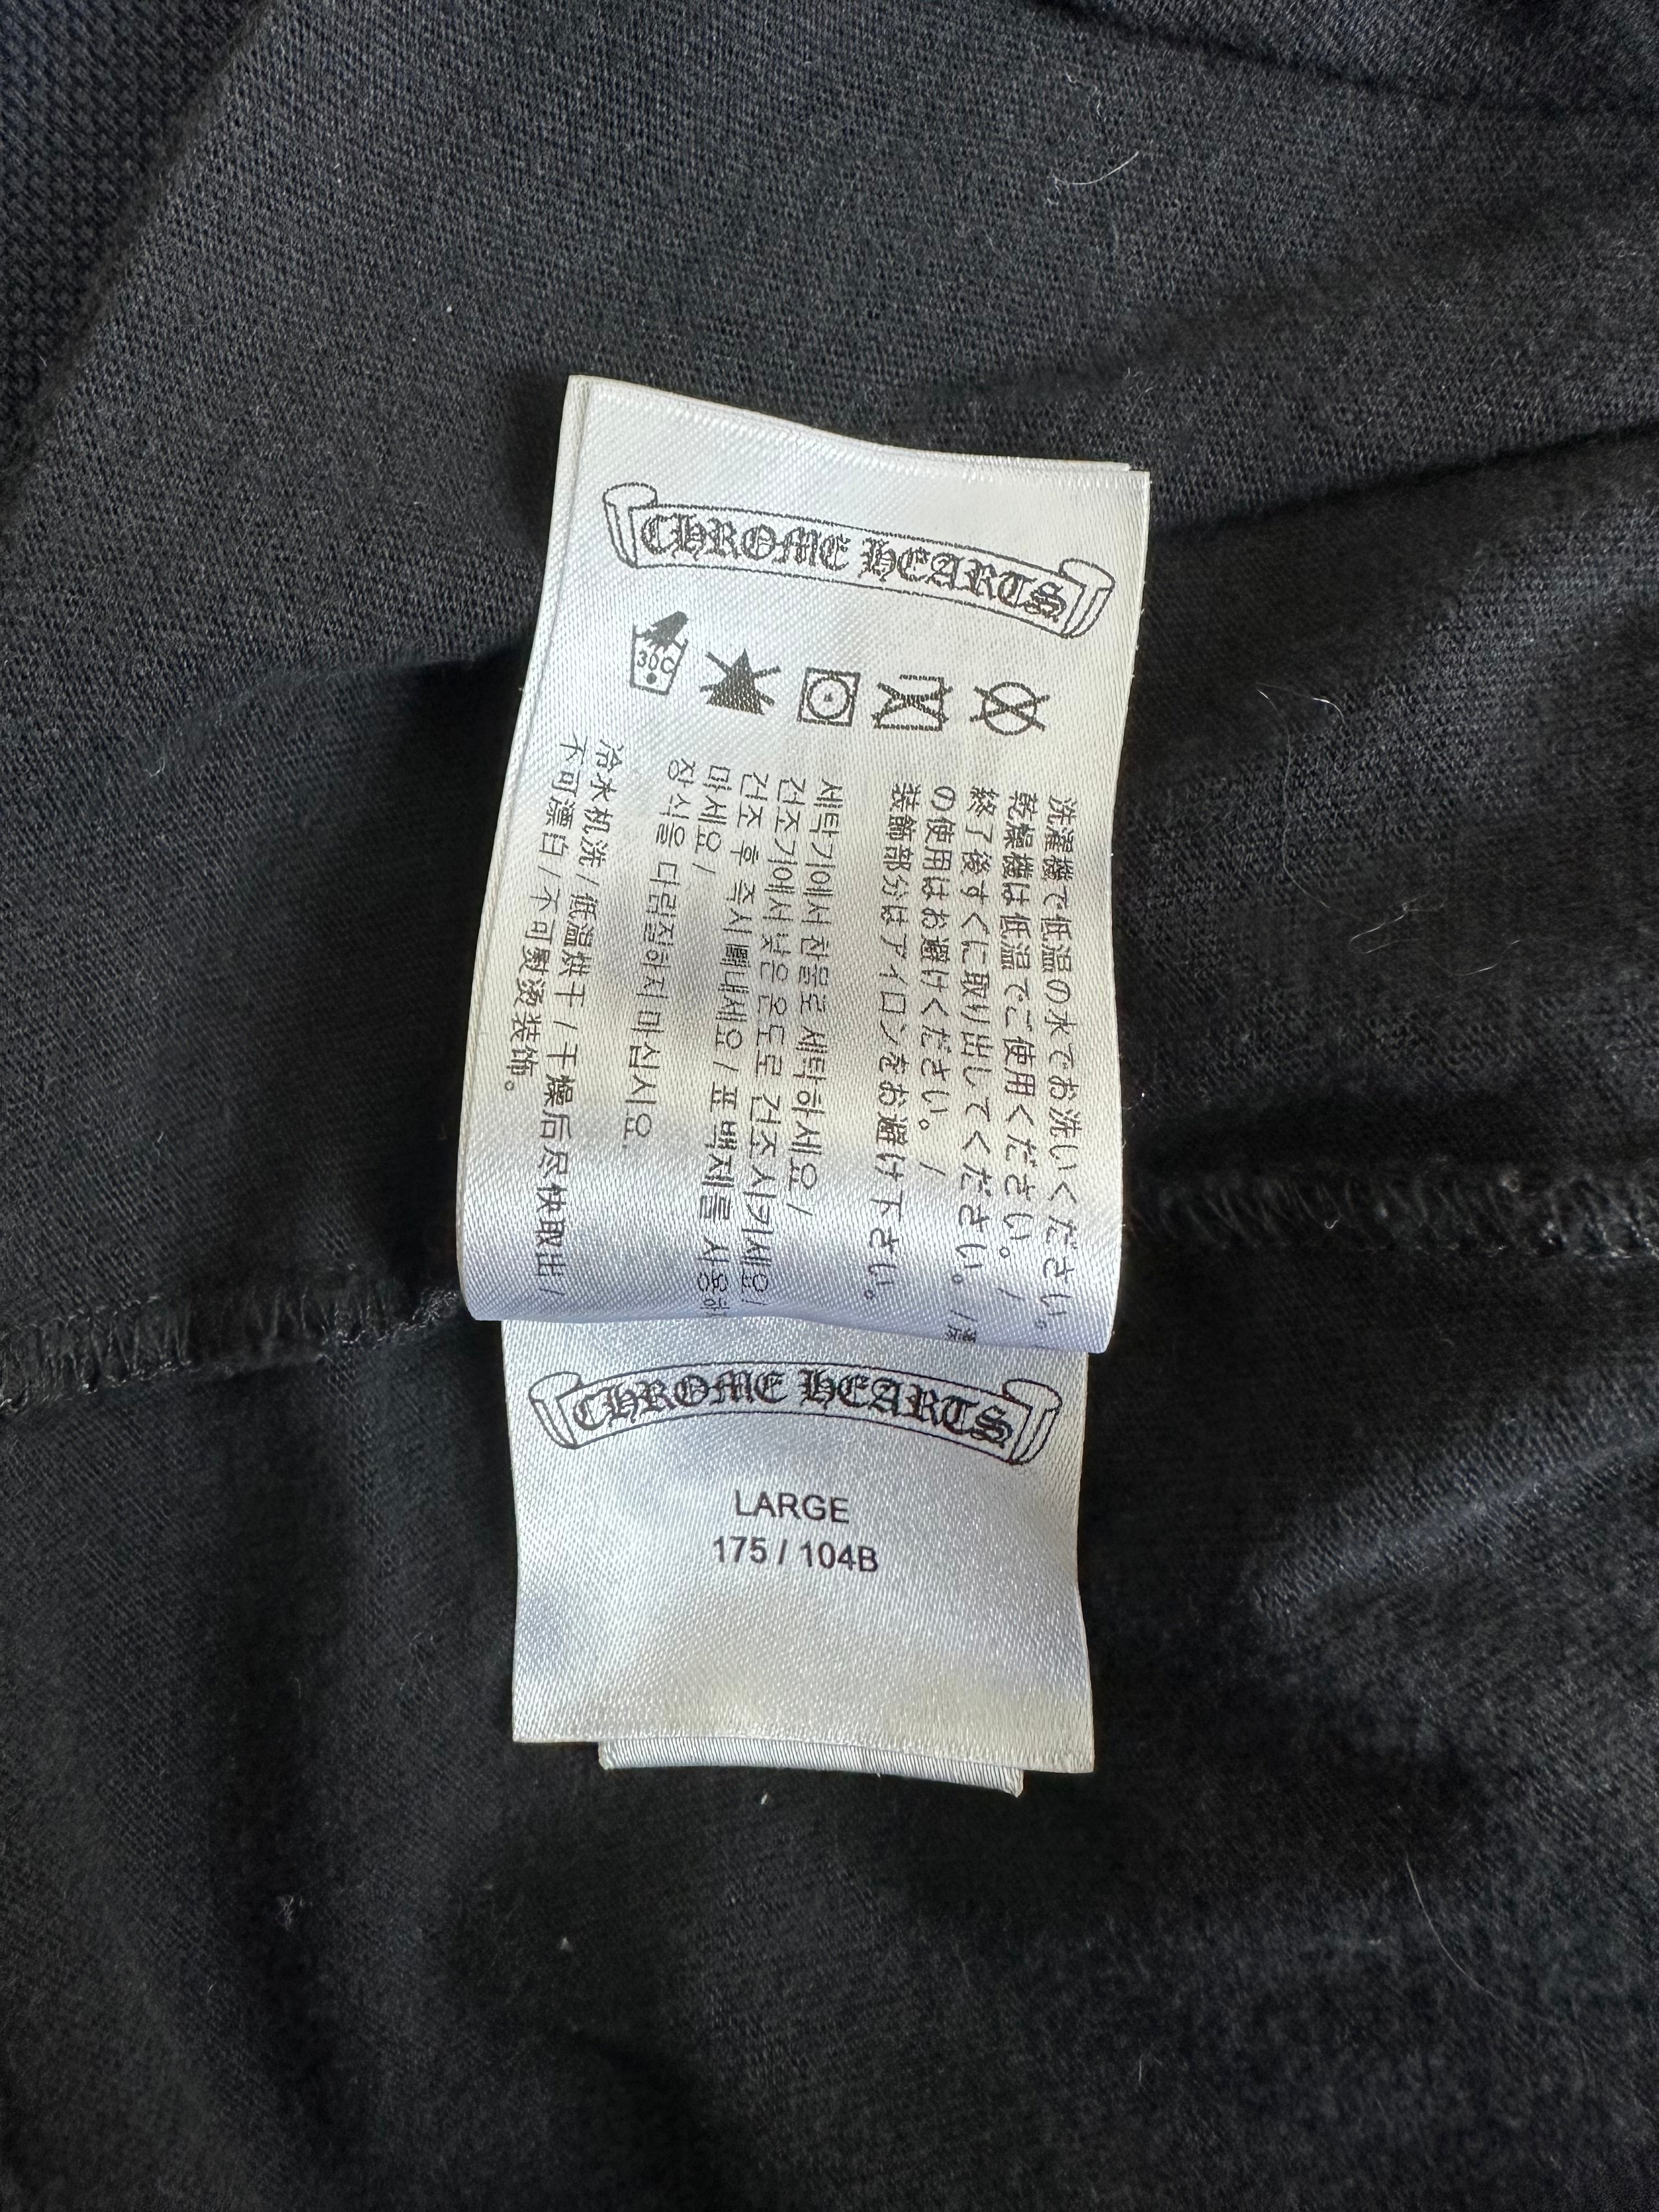 CHROME HEARTS
30C
洗濯機で低温の水でお洗いください。
乾燥機は低温でご使用ください。/
終了後すぐに取り出してください。/漂
の使用はお避けください。/
装飾部分はアイロンをお避け下さい。
세탁기에서 찬물로 세탁하세요/
건조기에서 낮은 온도로 건조시키세요/
건조 후 즉시 꺼내세요/표백제를 사용하
마세요/
장식을 다림질하지 마십시요.
冷水机洗/低温烘干/干燥后尽快取出/
不可漂白/不可熨烫装饰。
CHROME HEARTS
LARGE
175 / 104B